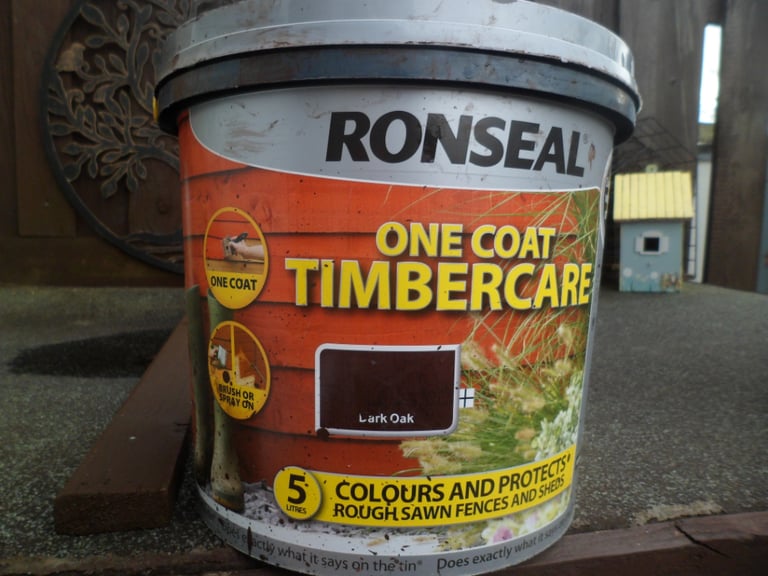 RONSEAL®
ONE COAT
TIMBERCARE
ONE COAT
BRUSH OR
SPRAY ON
Dark Oak
5
LITRES
COLOURS AND PROTECTS*
ROUGH SAWN FENCES AND SHEDS
exactly what it says on the tin® Does exactly what it says